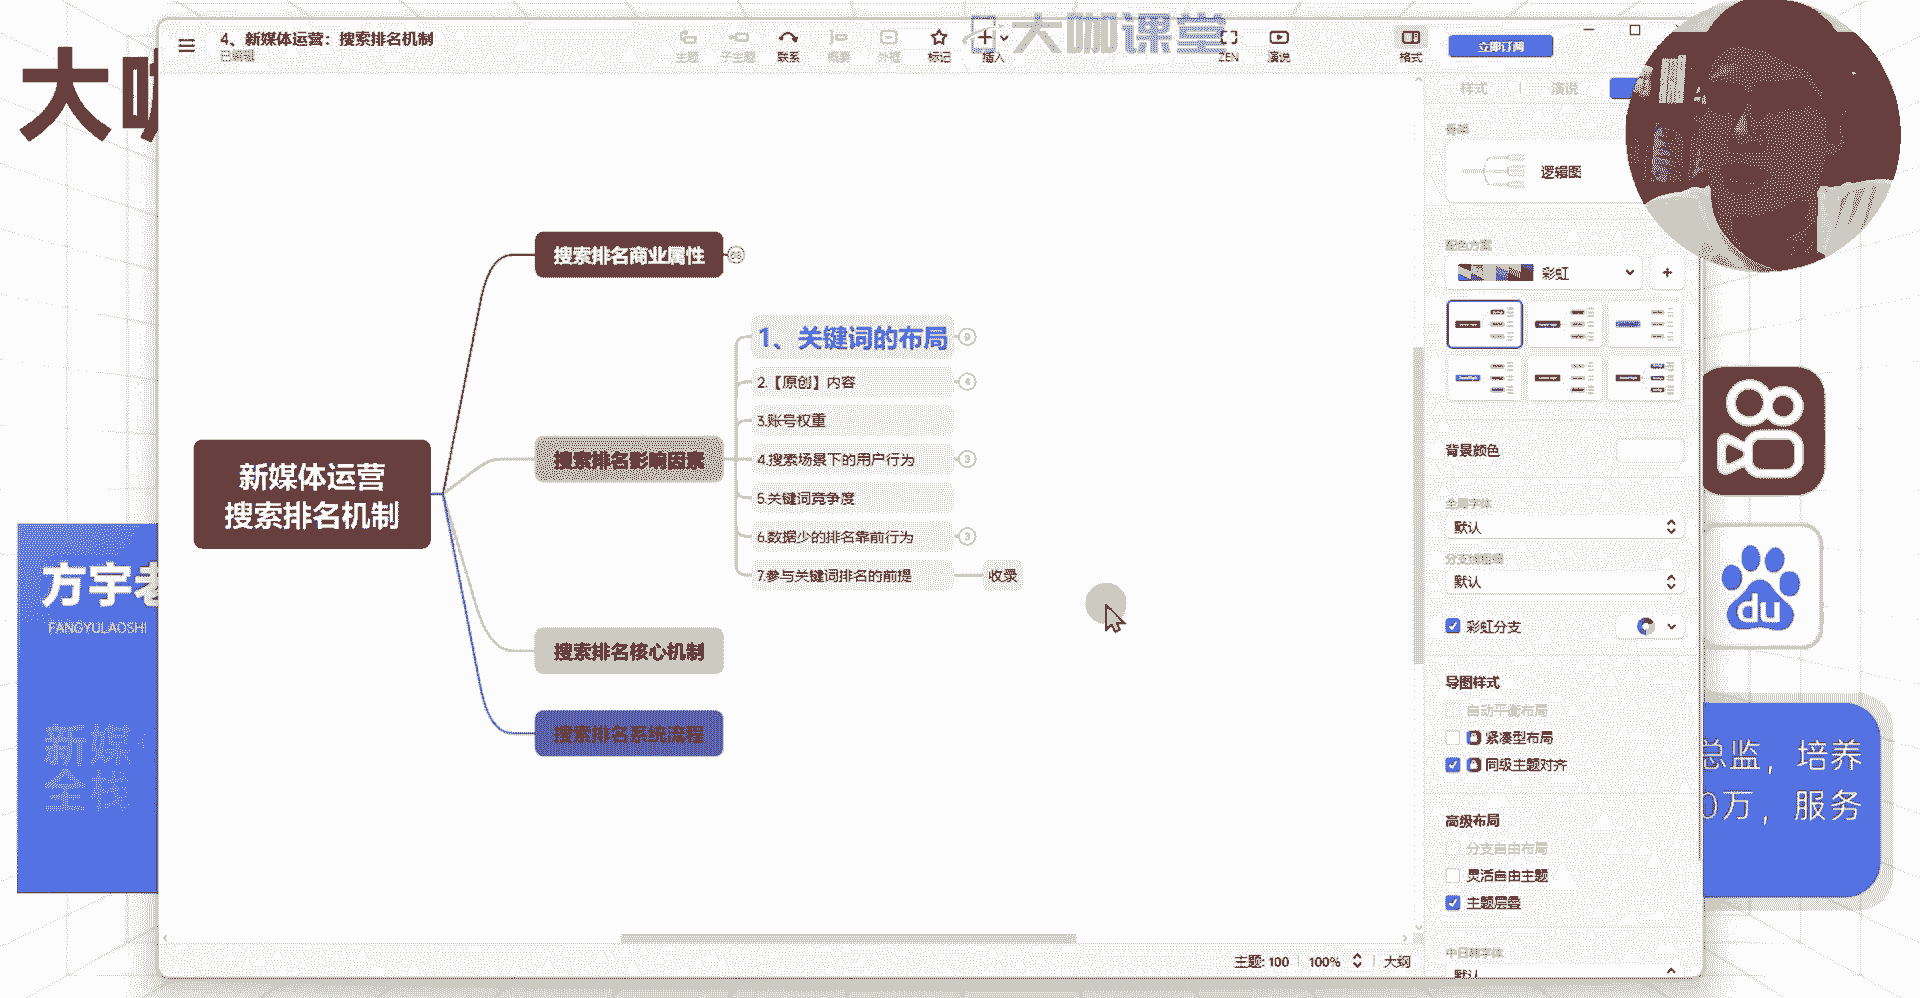 4、新媒体运营：搜索排名机制
已编辑
主题
子主题
联系
概要
外框
标记
插入
ZEN
演说
格式
立即订阅
大咖课堂
样式
演说
大
骨架
逻辑图
配色方案
彩虹
背景颜色
全局字体
默认
分支线粗细
默认
彩虹分支
导图样式
自动平衡布局
紧凑型布局
同级主题对齐
高级布局
分支自由布局
灵活自由主题
主题层叠
中日韩字体
默认
新媒体运营
搜索排名机制
搜索排名商业属性
搜索排名影响因素
1、关键词的布局
9
2.【原创】内容
4
3.账号权重
4.搜索场景下的用户行为
3
5.关键词竞争度
6.数据少的排名靠前行为
3
7.参与关键词排名的前提
收录
搜索排名核心机制
搜索排名系统流程
主题: 100
100%
大纲
方宇老
FANGYULAOSHI
新媒
全栈
du
总监，培养
0万，服务